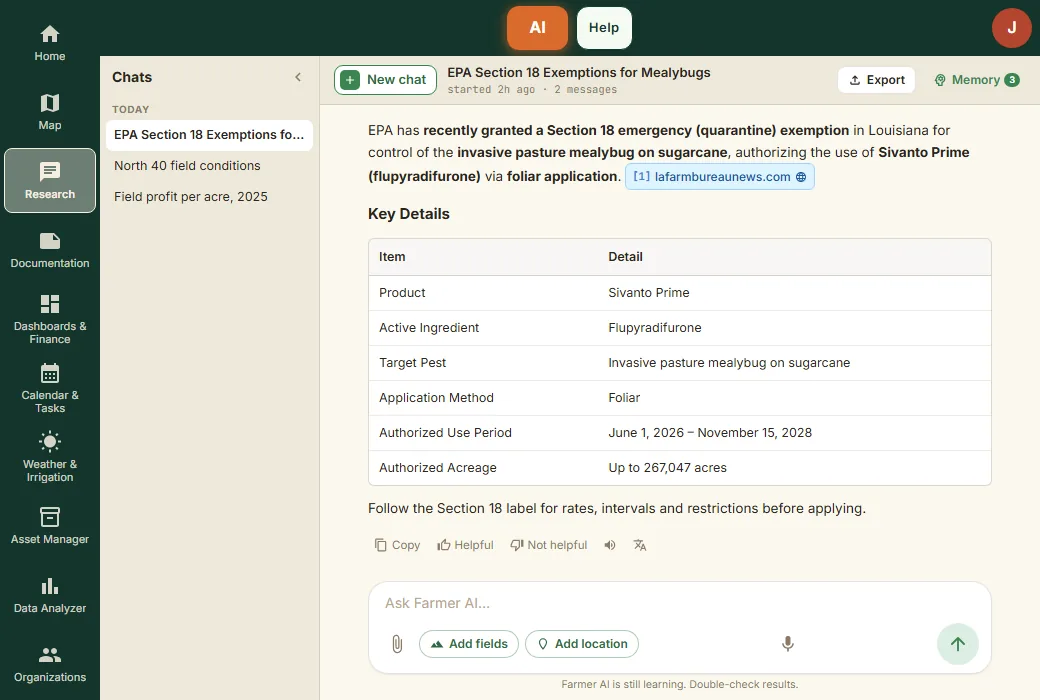 AI
Help
J
Home
Map
Research
Documentation
Dashboards &
Finance
Calendar &
Tasks
Weather &
Irrigation
Asset Manager
Data Analyzer
Organizations
Chats
TODAY
EPA Section 18 Exemptions fo...
North 40 field conditions
Field profit per acre, 2025
New chat
EPA Section 18 Exemptions for Mealybugs
started 2h ago · 2 messages
Export
Memory 3
EPA has recently granted a Section 18 emergency (quarantine) exemption in Louisiana for
control of the invasive pasture mealybug on sugarcane, authorizing the use of Sivanto Prime
(flupyradifurone) via foliar application. [1] lafarmbureaunews.com
Key Details
Item Detail
Product Sivanto Prime
Active Ingredient Flupyradifurone
Target Pest Invasive pasture mealybug on sugarcane
Application Method Foliar
Authorized Use Period June 1, 2026 – November 15, 2028
Authorized Acreage Up to 267,047 acres
Follow the Section 18 label for rates, intervals and restrictions before applying.
Copy Helpful Not helpful
Ask Farmer AI...
Add fields Add location
Farmer AI is still learning. Double-check results.